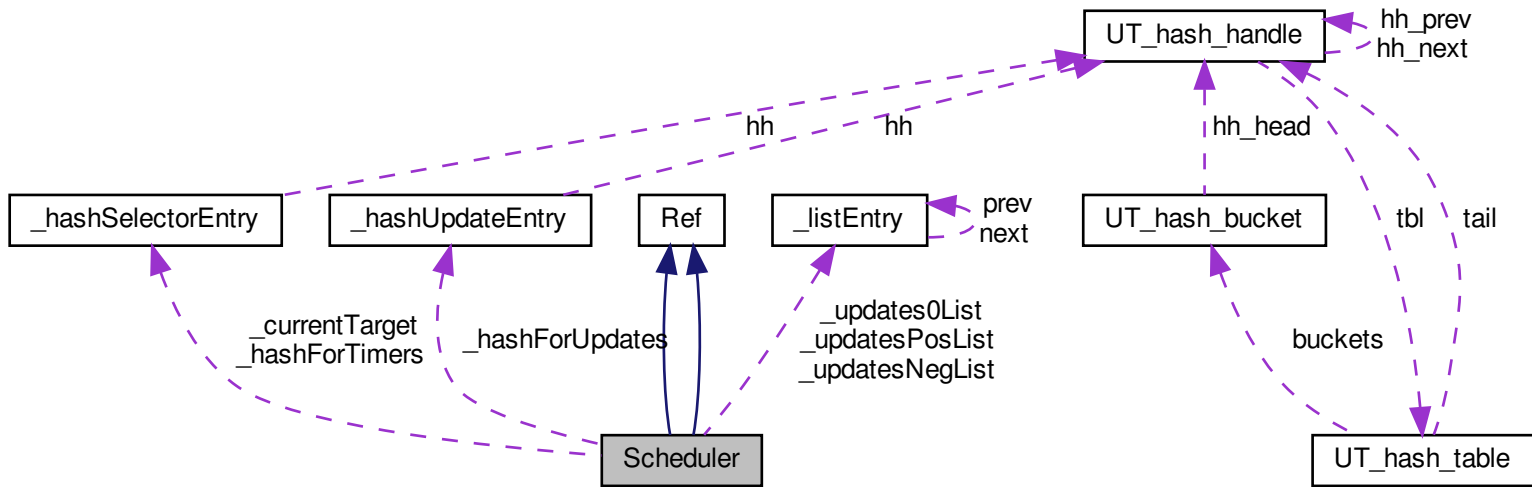 UT_hash_handle
hh_prev
hh_next
hh
hh
hh_head
_hashSelectorEntry
_hashUpdateEntry
Ref
_listEntry
prev
next
UT_hash_bucket
tbl
tail
_currentTarget
_hashForTimers
_hashForUpdates
_updates0List
_updatesPosList
_updatesNegList
buckets
Scheduler
UT_hash_table